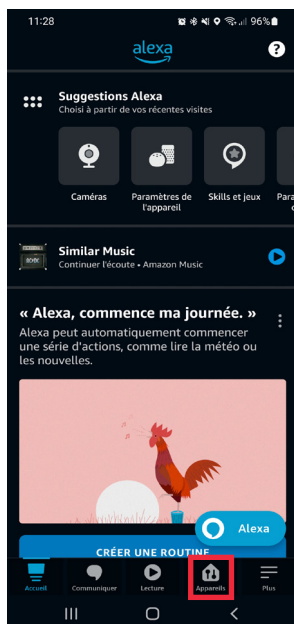 11:28
96%
alexa
?
Suggestions Alexa
Choisi à partir de vos récentes visites
Caméras
Paramètres de
l'appareil
Skills et jeux
Para
Similar Music
Continuer l'écoute • Amazon Music
« Alexa, commence ma journée. »
Alexa peut automatiquement commencer
une série d'actions, comme lire la météo ou
les nouvelles.
Alexa
CRÉER UNE ROUTINE
Accueil
Communiquer
Lecture
Appareils
Plus